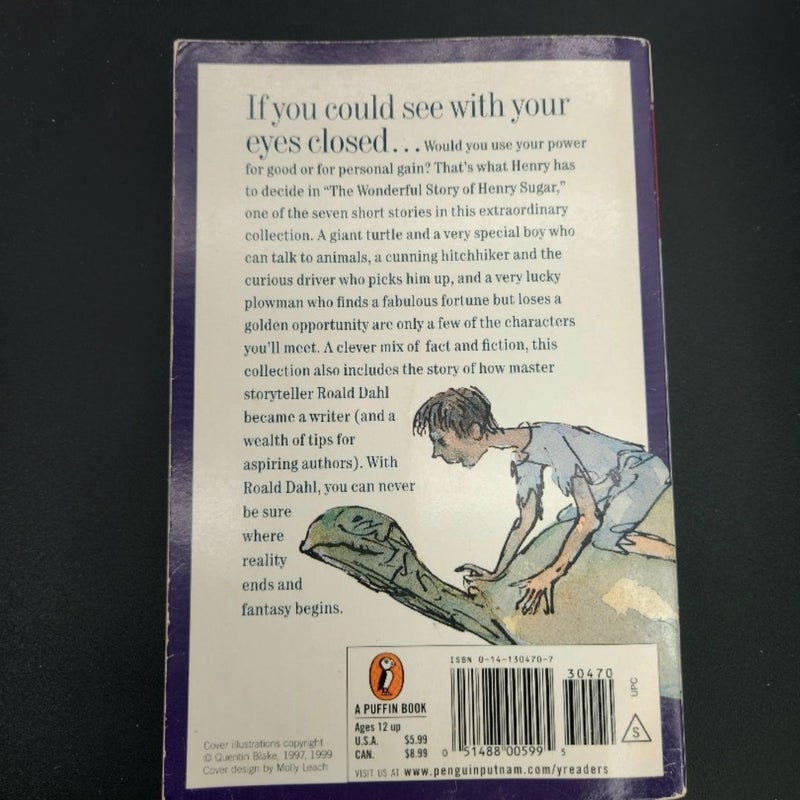 If you could see with your
eyes closed... Would you use your power
for good or for personal gain? That's what Henry has
to decide in “The Wonderful Story of Henry Sugar,”
one of the seven short stories in this extraordinary
collection. A giant turtle and a very special boy who
can talk to animals, a cunning hitchhiker and the
curious driver who picks him up, and a very lucky
plowman who finds a fabulous fortune but loses a
golden opportunity are only a few of the characters
you'll meet. A clever mix of fact and fiction, this
collection also includes the story of how master
storyteller Roald Dahl
became a writer (and a
wealth of tips for
aspiring authors). With
Roald Dahl, you can never
be sure
where
reality
ends and
fantasy begins.
Cover illustrations copyright
© Quentin Blake, 1997, 1999
Cover design by Molly Leach
A PUFFIN BOOK
Ages 12 up
U.S.A. $5.99
CAN. $8.99
ISBN 0-14-130470-7
30470
0 51488 00599 5
UPC
S
VISIT US AT www.penguinputnam.com/yreaders